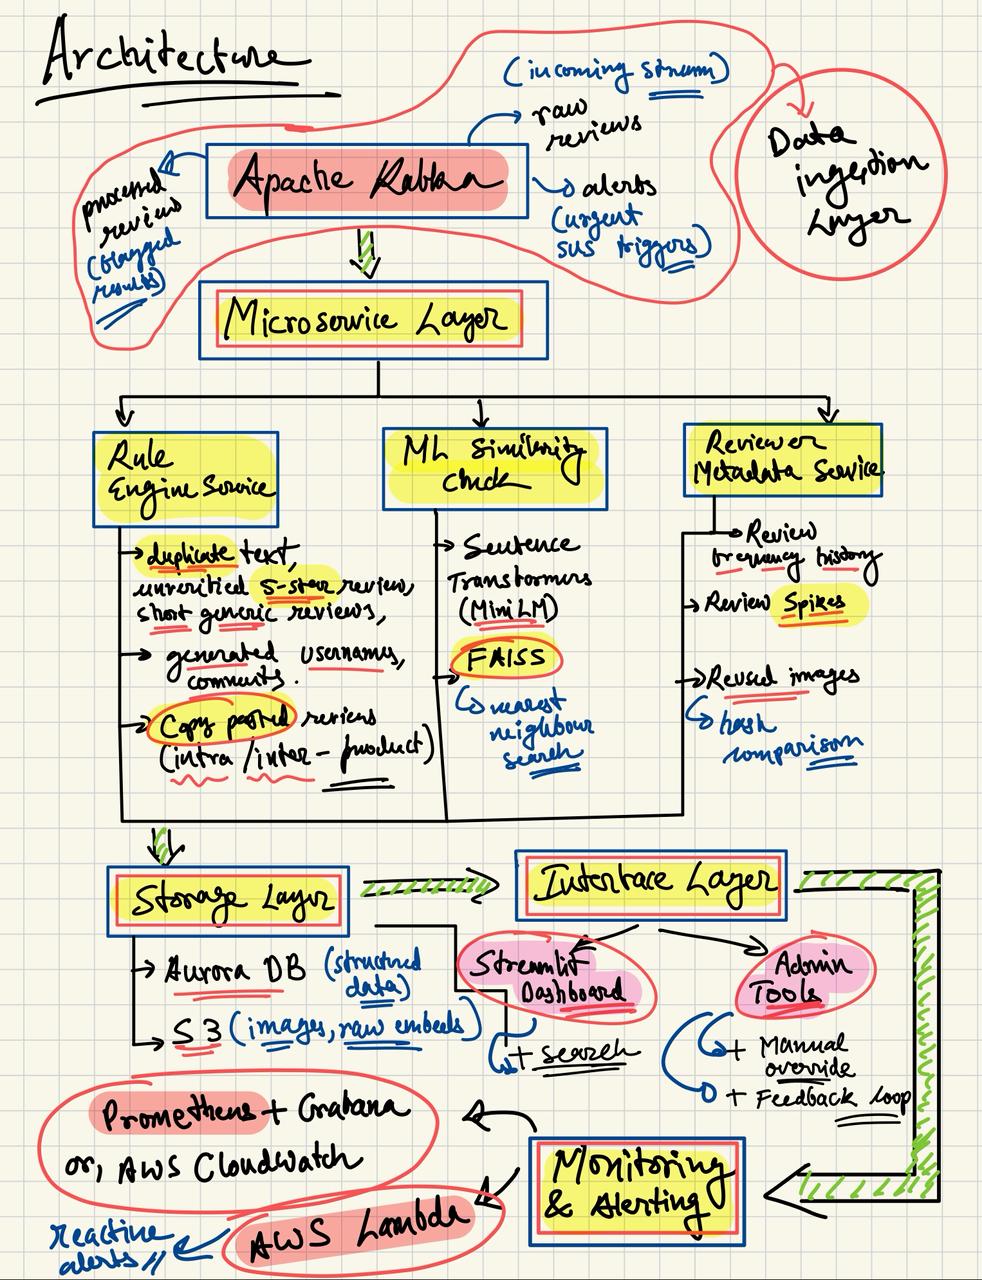 Architecture
(incoming stream)
raw
reviews
Data
ingestion
Layer
Apache Kafka
processed
reviews
(flagged
results)
alerts
(urgent
sus triggers)
Microservice Layer
Rule
Engine Service
ML Similarity
Check
Reviewer
Metadata Service
duplicate text,
unverified 5-star review,
short generic reviews,
generated usernames,
comments.
Copy pasted reviews
(intra/inter-product)
Sentence
Transformers
(MiniLM)
FAISS
nearest
neighbour
search
Review
frequency history
Review Spikes
Reused images
hash
comparison
Storage Layer
Interface Layer
Aurora DB (structured
data)
S3 (images, raw embeds)
Streamlit
Dashboard
+ search
Admin
Tools
+ Manual
override
+ Feedback loop
Prometheus + Grafana
or, AWS CloudWatch
Monitoring
& Alerting
AWS Lambda
reactive
alerts //